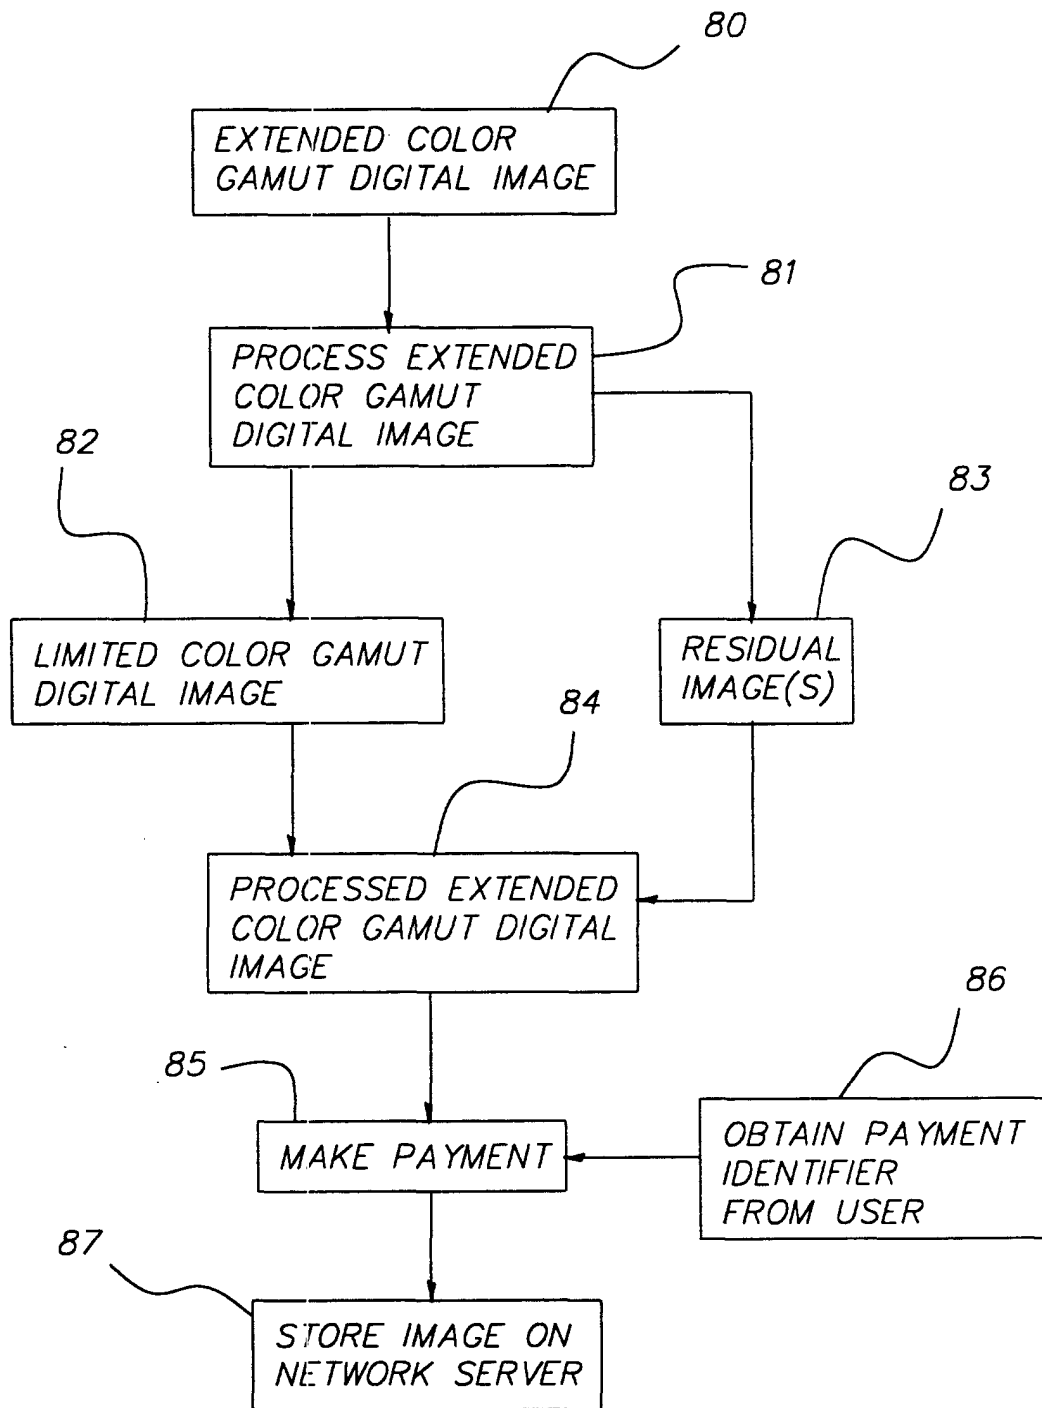 80
EXTENDED COLOR
GAMUT DIGITAL IMAGE
81
PROCESS EXTENDED
COLOR GAMUT
DIGITAL IMAGE
82
83
LIMITED COLOR GAMUT
DIGITAL IMAGE
RESIDUAL
IMAGE(S)
84
PROCESSED EXTENDED
COLOR GAMUT DIGITAL
IMAGE
86
85
MAKE PAYMENT
OBTAIN PAYMENT
IDENTIFIER
FROM USER
87
STORE IMAGE ON
NETWORK SERVER